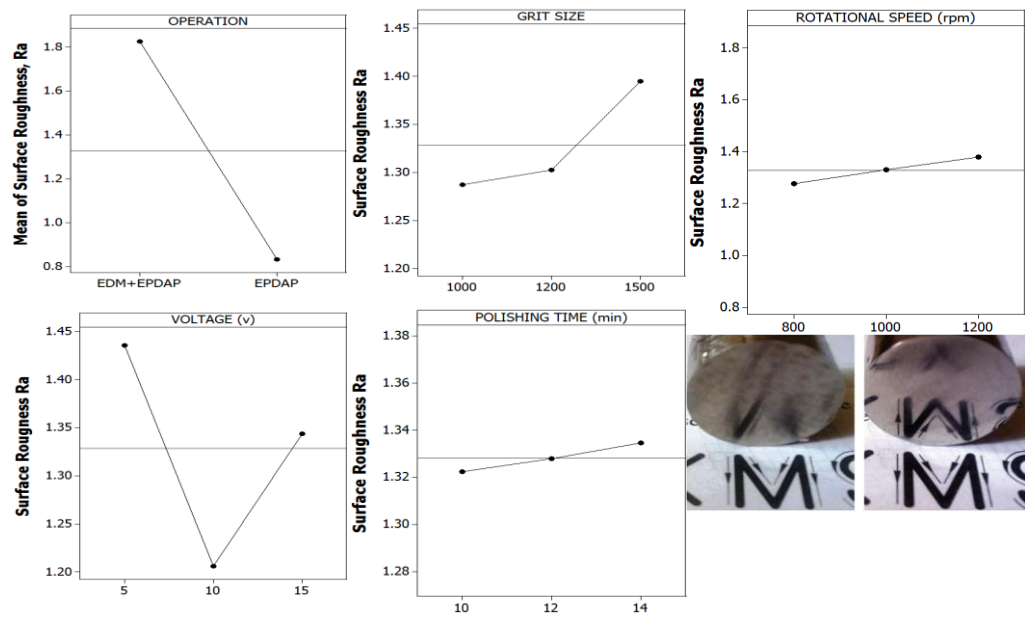 OPERATION
Mean of Surface Roughness, Ra
1.8
1.6
1.4
1.2
1.0
0.8
EDM+EPDAP EPDAP
GRIT SIZE
Surface Roughness Ra
1.45
1.40
1.35
1.30
1.25
1.20
1000 1200 1500
ROTATIONAL SPEED (rpm)
Surface Roughness Ra
1.8
1.6
1.4
1.2
1.0
0.8
800 1000 1200
VOLTAGE (v)
Surface Rougness Ra
1.45
1.40
1.35
1.30
1.25
1.20
5 10 15
POLISHING TIME (min)
Surface Roughness Ra
1.38
1.36
1.34
1.32
1.30
1.28
10 12 14
MS
MS